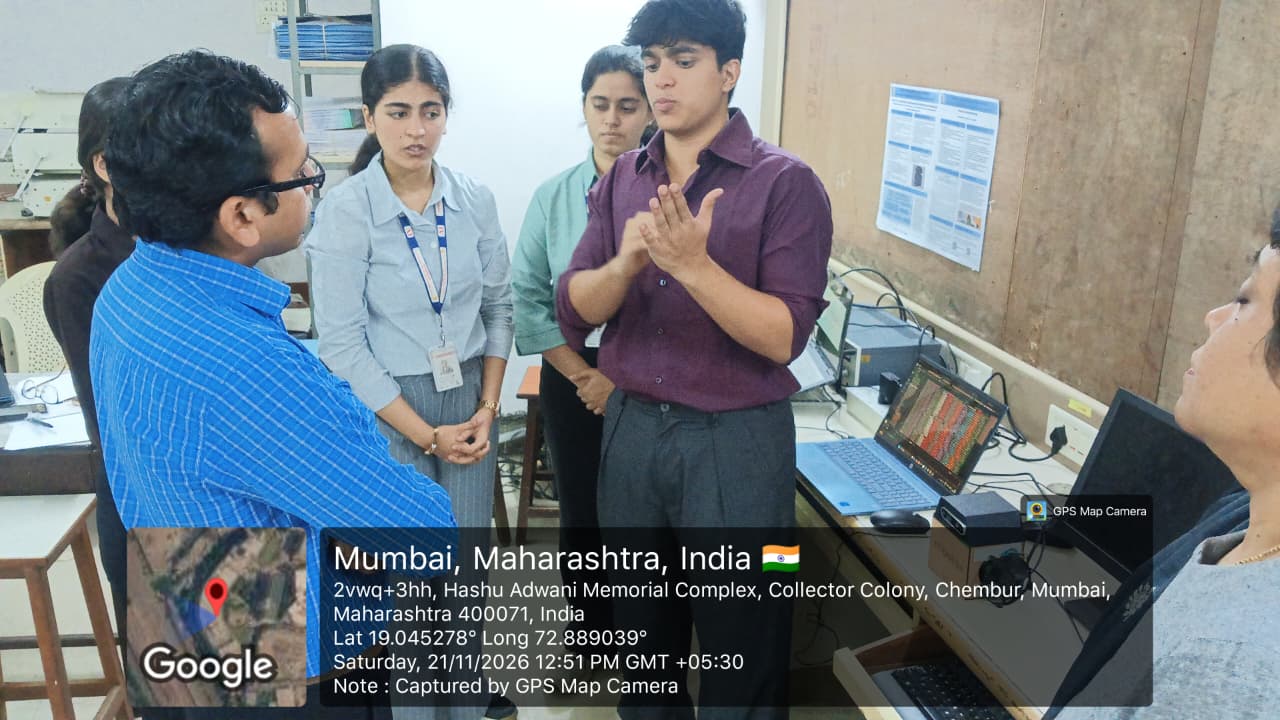 GPS Map Camera
Mumbai, Maharashtra, India
2vwq+3hh, Hashu Adwani Memorial Complex, Collector Colony, Chembur, Mumbai,
Maharashtra 400071, India
Lat 19.045278° Long 72.889039°
Saturday, 21/11/2026 12:51 PM GMT +05:30
Note : Captured by GPS Map Camera
Google